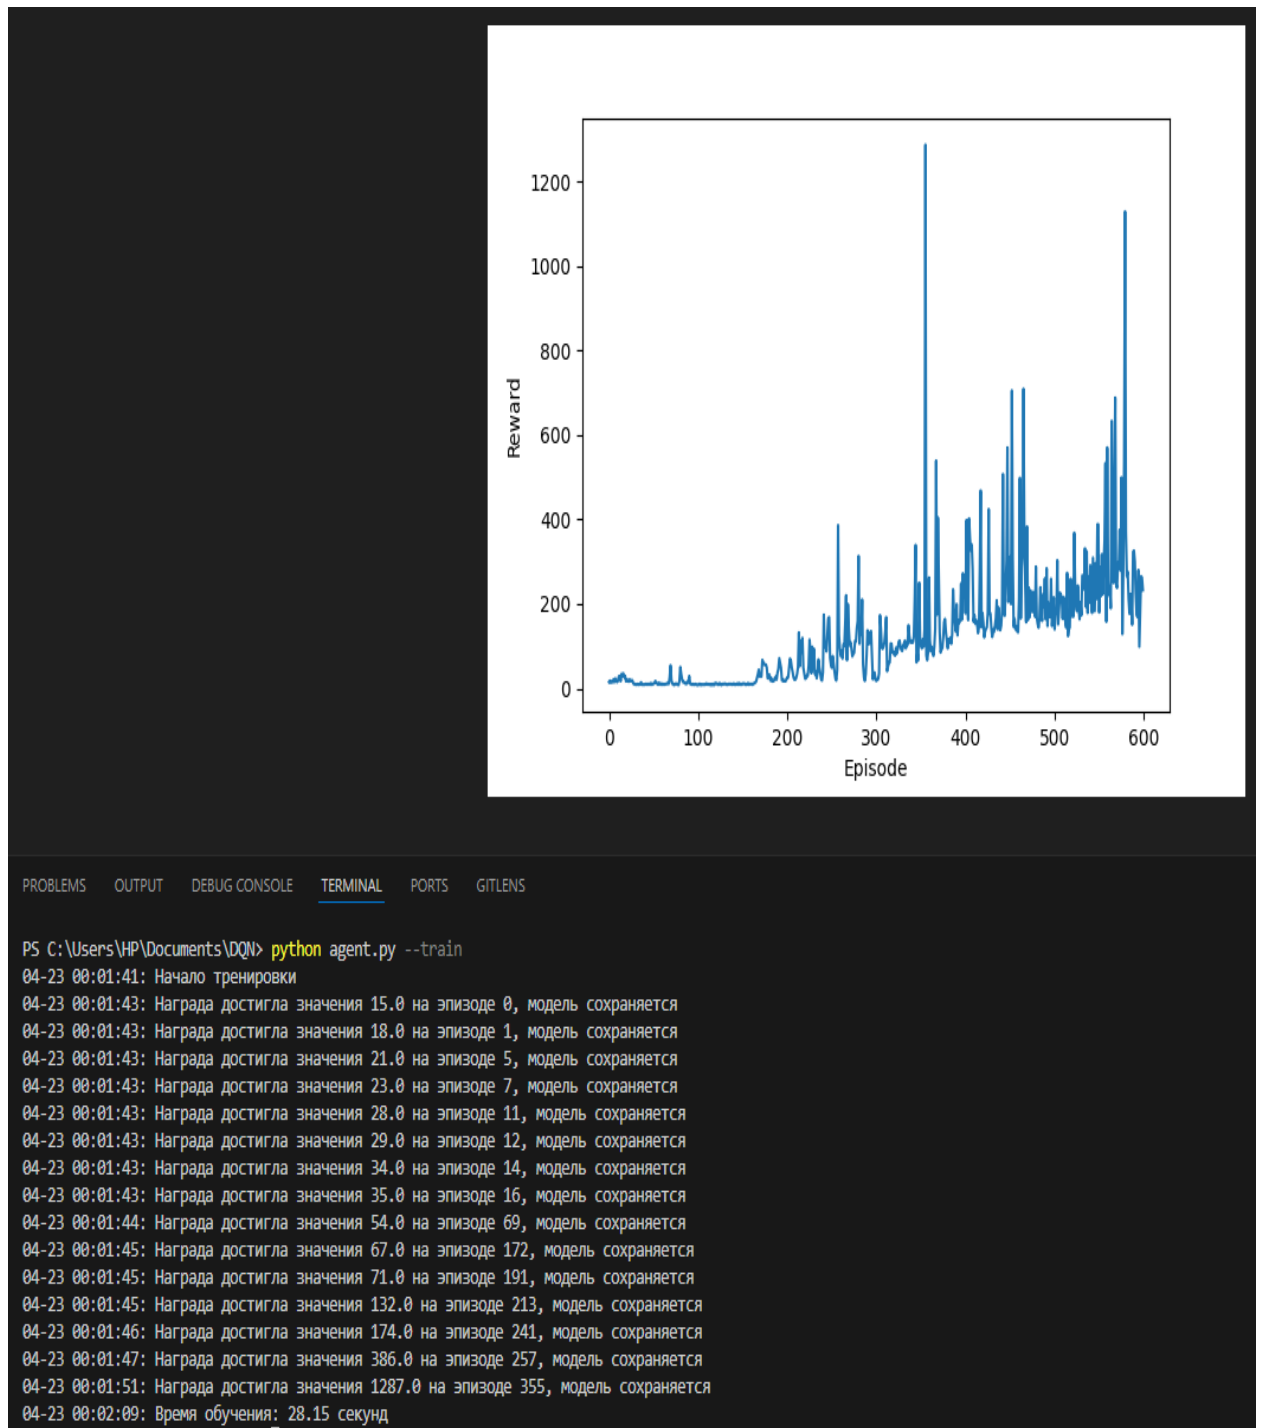 1200
1000
800
600
400
200
0
Reward
0 100 200 300 400 500 600
Episode
PROBLEMS OUTPUT DEBUG CONSOLE TERMINAL PORTS GITLENS
PS C:\Users\HP\Documents\DQN> python agent.py --train
04-23 00:01:41: Начало тренировки
04-23 00:01:43: Награда достигла значения 15.0 на эпизоде 0, модель сохраняется
04-23 00:01:43: Награда достигла значения 18.0 на эпизоде 1, модель сохраняется
04-23 00:01:43: Награда достигла значения 21.0 на эпизоде 5, модель сохраняется
04-23 00:01:43: Награда достигла значения 23.0 на эпизоде 7, модель сохраняется
04-23 00:01:43: Награда достигла значения 28.0 на эпизоде 11, модель сохраняется
04-23 00:01:43: Награда достигла значения 29.0 на эпизоде 12, модель сохраняется
04-23 00:01:43: Награда достигла значения 34.0 на эпизоде 14, модель сохраняется
04-23 00:01:43: Награда достигла значения 35.0 на эпизоде 16, модель сохраняется
04-23 00:01:44: Награда достигла значения 54.0 на эпизоде 69, модель сохраняется
04-23 00:01:45: Награда достигла значения 67.0 на эпизоде 172, модель сохраняется
04-23 00:01:45: Награда достигла значения 71.0 на эпизоде 191, модель сохраняется
04-23 00:01:45: Награда достигла значения 132.0 на эпизоде 213, модель сохраняется
04-23 00:01:46: Награда достигла значения 174.0 на эпизоде 241, модель сохраняется
04-23 00:01:47: Награда достигла значения 386.0 на эпизоде 257, модель сохраняется
04-23 00:01:51: Награда достигла значения 1287.0 на эпизоде 355, модель сохраняется
04-23 00:02:09: Время обучения: 28.15 секунд